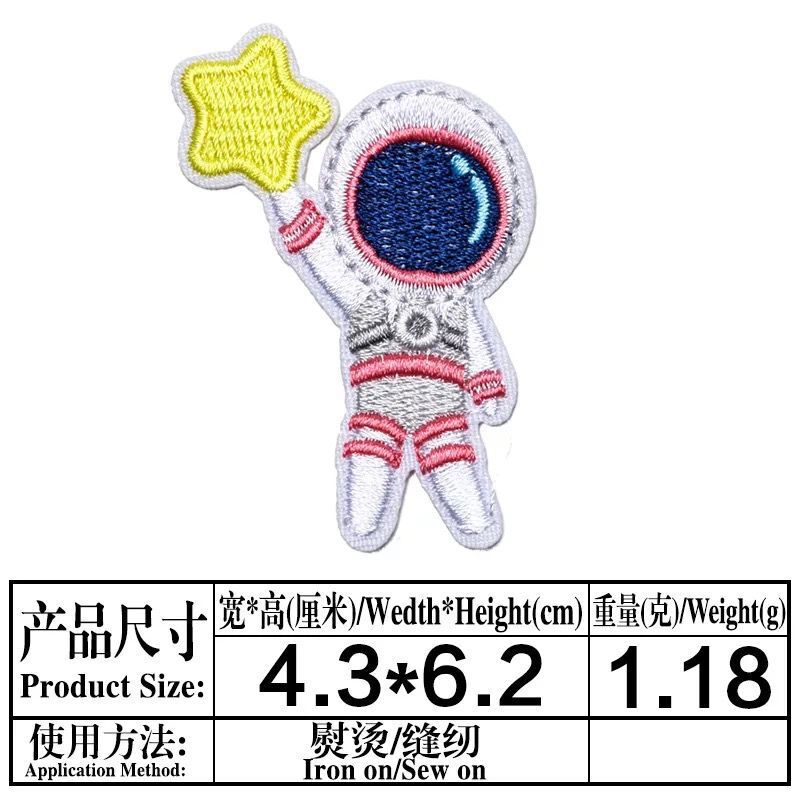 产品尺寸
Product Size:
宽*高(厘米)/Wedth*Height(cm)
重量(克)/Weight(g)
4.3*6.2
1.18
使用方法:
Application Method:
熨烫/缝纫
Iron on/Sew on